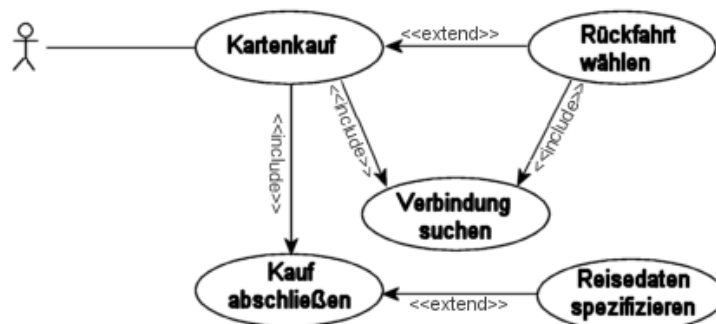 Kartenkauf
<<extend>>
Rückfahrt
wählen
<<include>>
<<include>>
<<include>>
Verbindung
suchen
Kauf
abschließen
<<extend>>
Reisedaten
spezifizieren